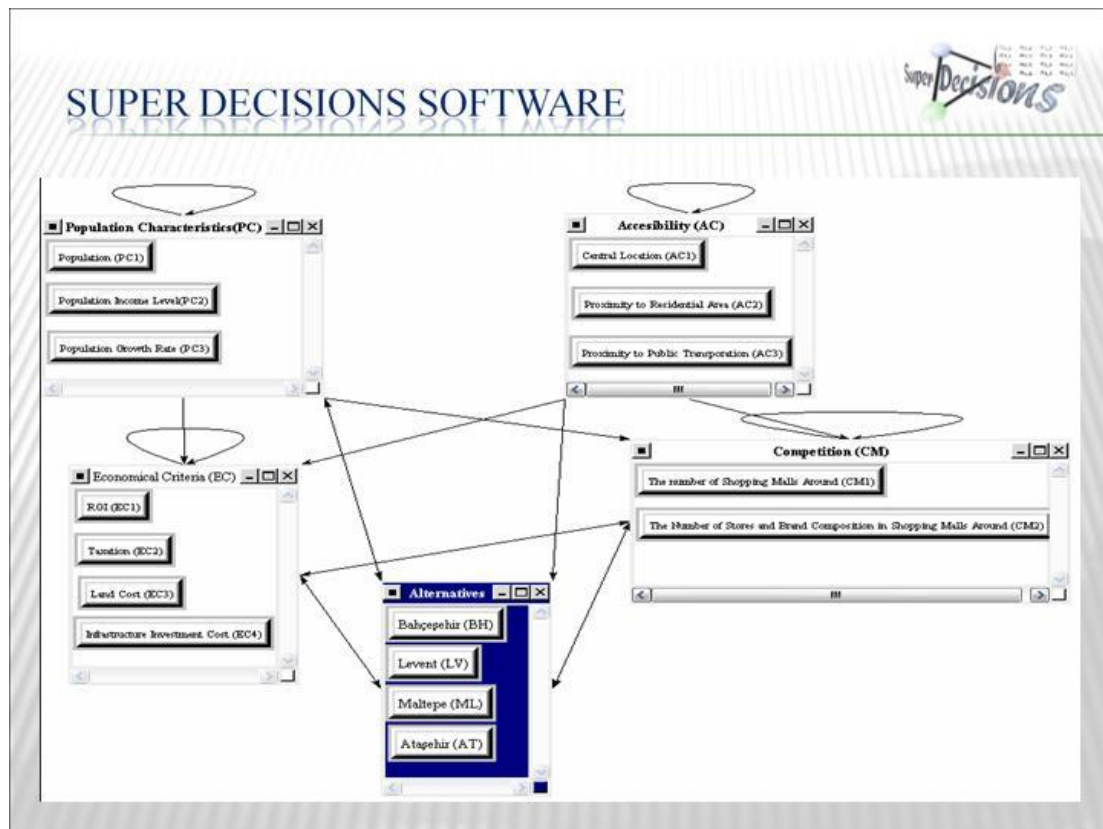 SUPER DECISIONS SOFTWARE
Super Decisions
Population Characteristics(PC)
Population (PC1)
Population Income Level(PC2)
Population Growth Rate (PC3)
Accesibility (AC)
Central Location (AC1)
Proximity to Recidential Area (AC2)
Proximity to Public Transporation (AC3)
Economical Criteria (EC)
ROI (EC1)
Taxation (EC2)
Land Cost (EC3)
Infrastructure Investment Cost (EC4)
Competition (CM)
The number of Shopping Malls Around (CM1)
The Number of Stores and Brand Composition in Shopping Malls Around (CM2)
Alternatives
Bahçeşehir (BH)
Levent (LV)
Maltepe (ML)
Ataşehir (AT)